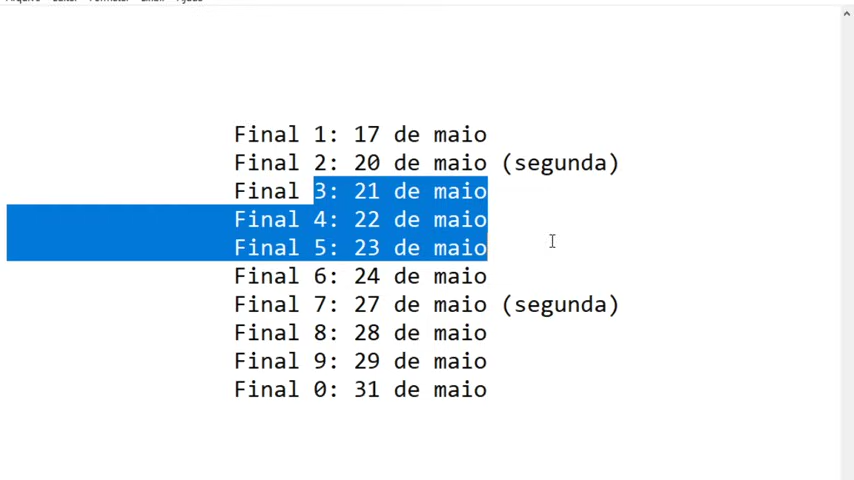 Final 1: 17 de maio
Final 2: 20 de maio (segunda)
Final 3: 21 de maio
Final 4: 22 de maio
Final 5: 23 de maio
Final 6: 24 de maio
Final 7: 27 de maio (segunda)
Final 8: 28 de maio
Final 9: 29 de maio
Final 0: 31 de maio